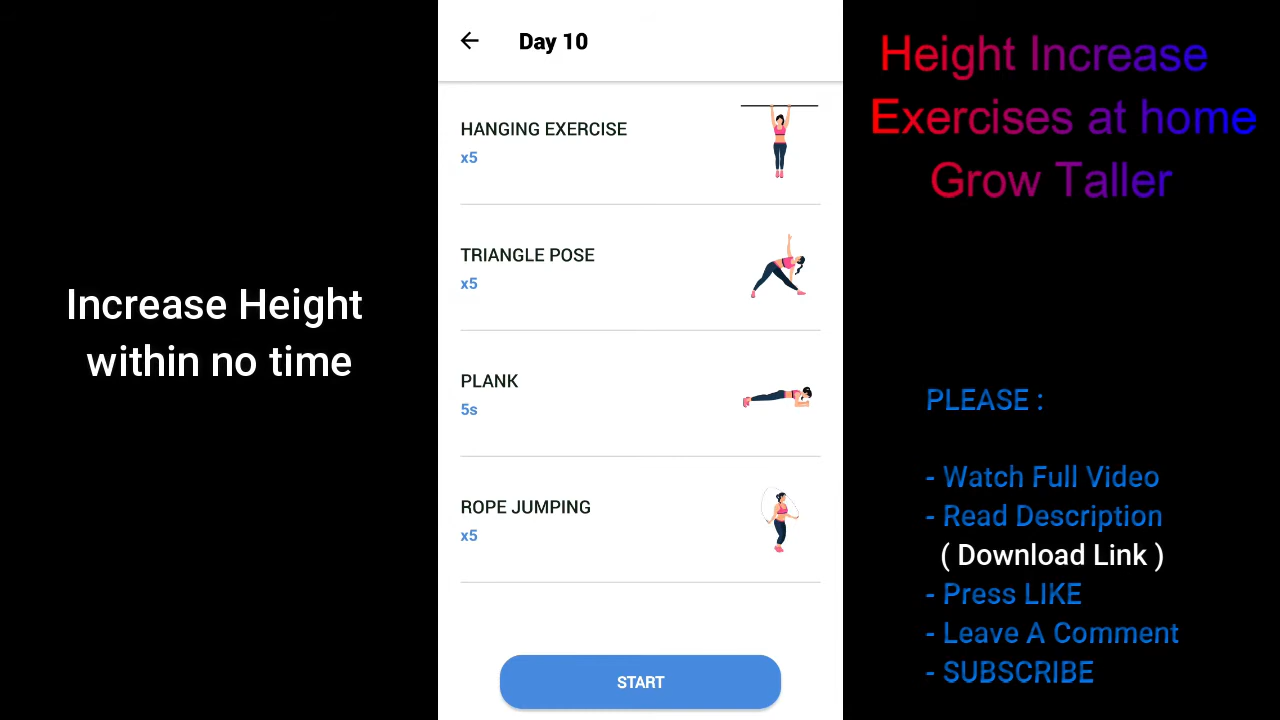 Increase Height
within no time
Day 10
HANGING EXERCISE
x5
TRIANGLE POSE
x5
PLANK
5s
ROPE JUMPING
x5
START
Height Increase
Exercises at home
Grow Taller
PLEASE :
- Watch Full Video
- Read Description
( Download Link )
- Press LIKE
- Leave A Comment
- SUBSCRIBE